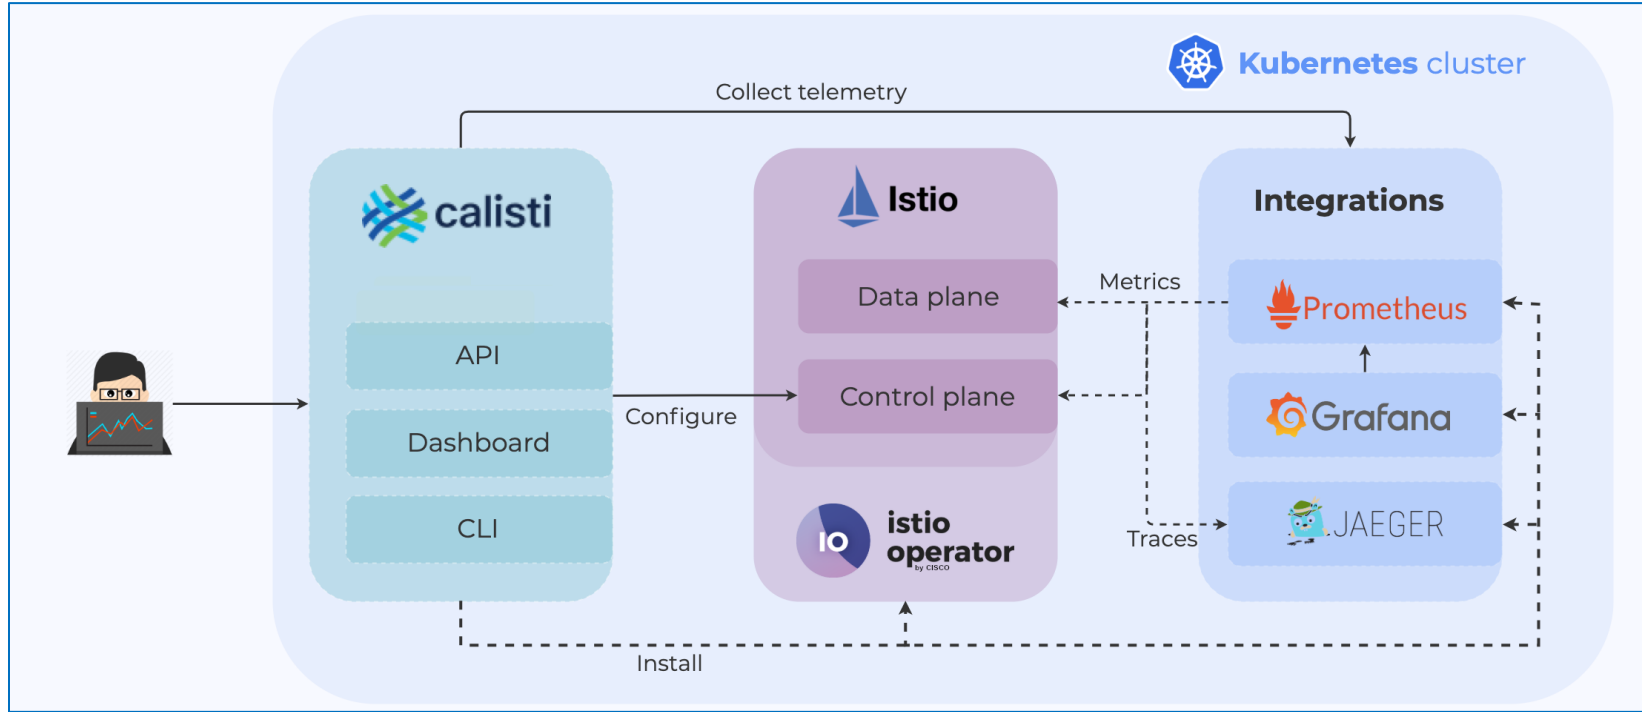 Kubernetes cluster
Collect telemetry
calisti
API
Dashboard
CLI
Configure
Install
Istio
Data plane
Control plane
IO
istio
operator
by CISCO
Metrics
Traces
Integrations
Prometheus
Grafana
JAEGER